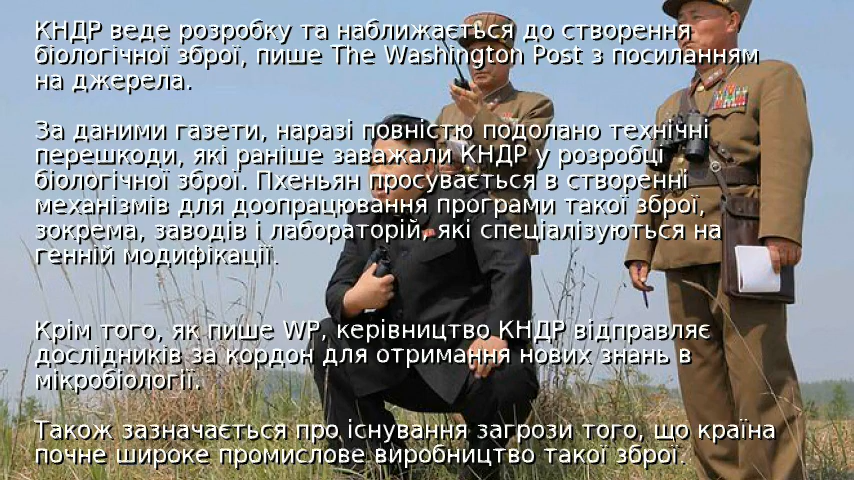 КНДР веде розробку та наближається до створення
біологічної зброї, пише The Washington Post з посиланням
на джерела.
За даними газети, наразі повністю подолано технічні
перешкоди, які раніше заважали КНДР у розробці
біологічної зброї. Пхеньян просувається в створенні
механізмів для доопрацювання програми такої зброї,
зокрема, заводів і лабораторій, які спеціалізуються на
генній модифікації.
Крім того, як пише WP, керівництво КНДР відправляє
дослідників за кордон для отримання нових знань в
мікробіології.
Також зазначається про існування загрози того, що країна
почне широке промислове виробництво такої зброї.